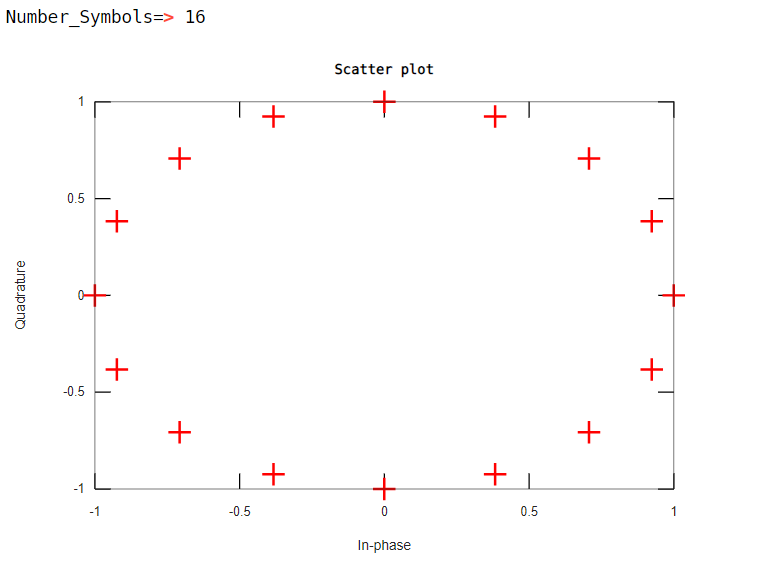 Number_Symbols=> 16
Scatter plot
1
0.5
0
-0.5
-1
Quadrature
-1 -0.5 0 0.5 1
In-phase